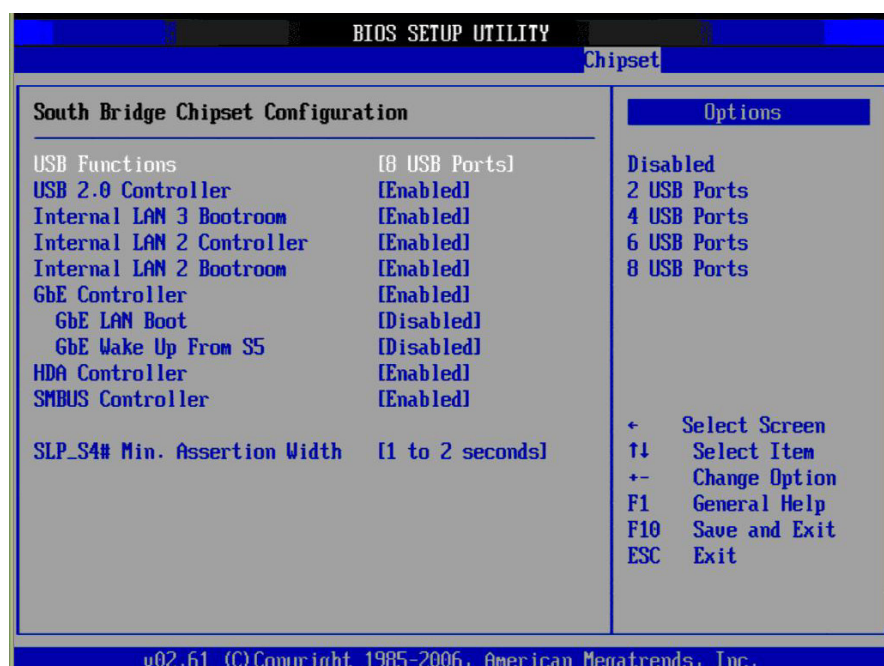 BIOS SETUP UTILITY
Chipset
South Bridge Chipset Configuration
USB Functions [8 USB Ports]
USB 2.0 Controller [Enabled]
Internal LAN 3 Bootroom [Enabled]
Internal LAN 2 Controller [Enabled]
Internal LAN 2 Bootroom [Enabled]
GbE Controller [Enabled]
GbE LAN Boot [Disabled]
GbE Wake Up From S5 [Disabled]
HDA Controller [Enabled]
SMBUS Controller [Enabled]
SLP_S4# Min. Assertion Width [1 to 2 seconds]
Options
Disabled
2 USB Ports
4 USB Ports
6 USB Ports
8 USB Ports
← Select Screen
↑↓ Select Item
+- Change Option
F1 General Help
F10 Save and Exit
ESC Exit
v02.61 (C)Copyright 1985-2006, American Megatrends, Inc.